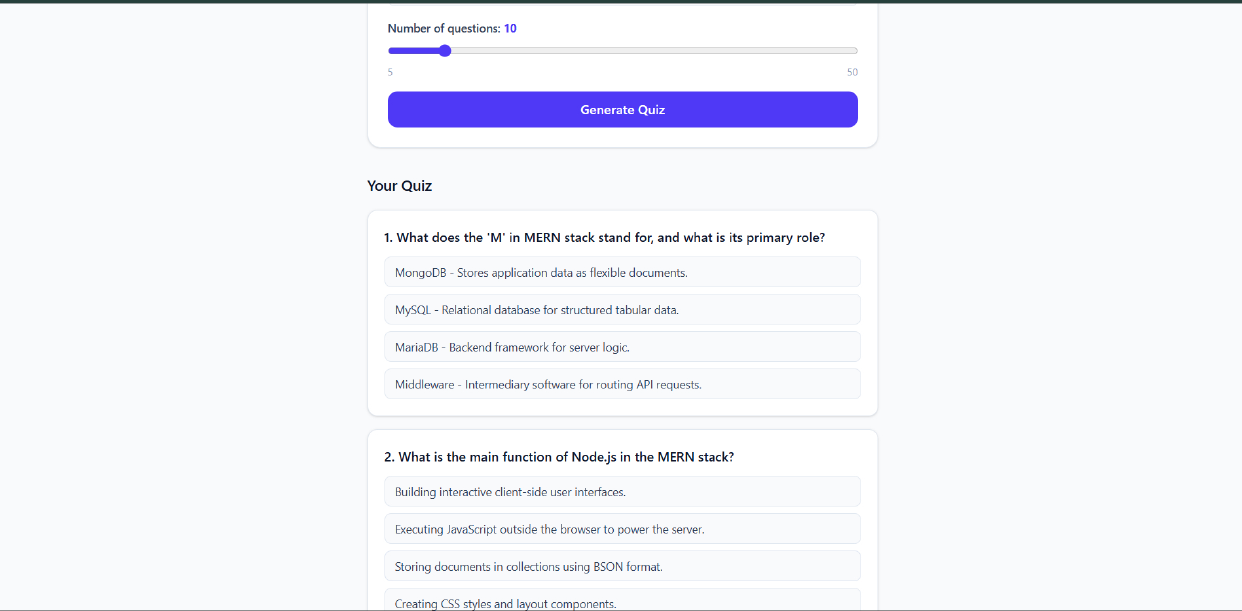 Number of questions: 10
5 50
Generate Quiz
Your Quiz
1. What does the 'M' in MERN stack stand for, and what is its primary role?
MongoDB - Stores application data as flexible documents.
MySQL - Relational database for structured tabular data.
MariaDB - Backend framework for server logic.
Middleware - Intermediary software for routing API requests.
2. What is the main function of Node.js in the MERN stack?
Building interactive client-side user interfaces.
Executing JavaScript outside the browser to power the server.
Storing documents in collections using BSON format.
Creating CSS styles and layout components.